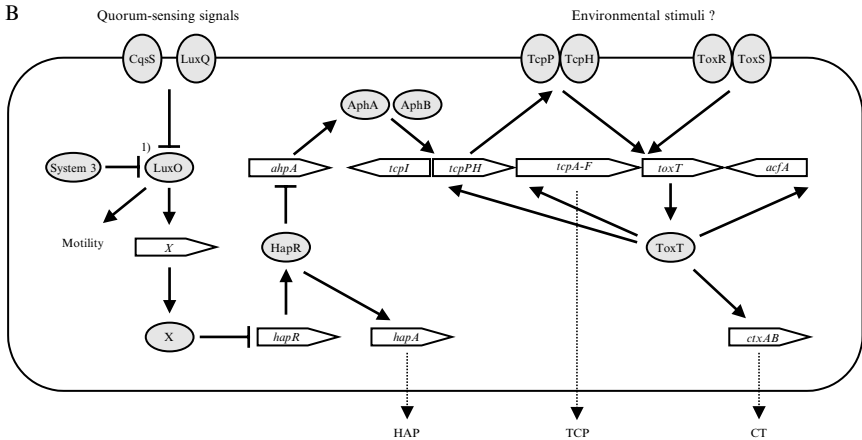 B
Quorum-sensing signals
Environmental stimuli ?
CqsS
LuxQ
TcpP
TcpH
ToxR
ToxS
AphA
AphB
1)
System 3
LuxO
ahpA
tcpI
tcpPH
tcpA-F
toxT
acfA
Motility
X
HapR
ToxT
X
hapR
hapA
ctxAB
HAP
TCP
CT